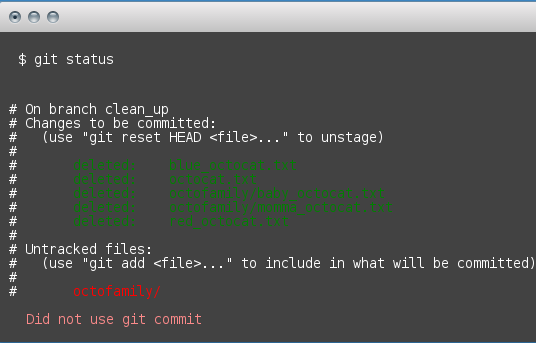 $ git status
# On branch clean_up
# Changes to be committed:
#   (use "git reset HEAD <file>..." to unstage)
#
#       deleted:    blue_octocat.txt
#       deleted:    octocat.txt
#       deleted:    octofamily/baby_octocat.txt
#       deleted:    octofamily/momma_octocat.txt
#       deleted:    red_octocat.txt
#
# Untracked files:
#   (use "git add <file>..." to include in what will be committed)
#
#       octofamily/
Did not use git commit